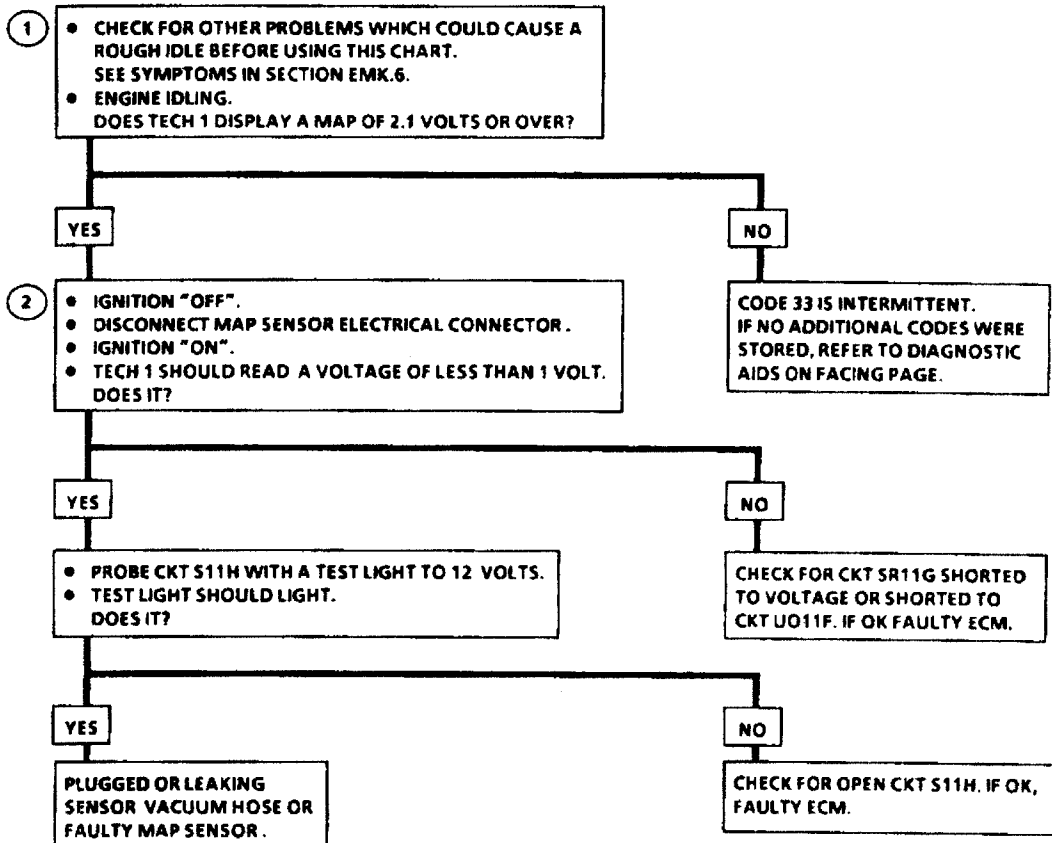 1
• CHECK FOR OTHER PROBLEMS WHICH COULD CAUSE A
ROUGH IDLE BEFORE USING THIS CHART.
SEE SYMPTOMS IN SECTION EMK.6.
• ENGINE IDLING.
DOES TECH 1 DISPLAY A MAP OF 2.1 VOLTS OR OVER?
YES
NO
2
• IGNITION "OFF".
• DISCONNECT MAP SENSOR ELECTRICAL CONNECTOR.
• IGNITION "ON".
• TECH 1 SHOULD READ A VOLTAGE OF LESS THAN 1 VOLT.
DOES IT?
CODE 33 IS INTERMITTENT.
IF NO ADDITIONAL CODES WERE
STORED, REFER TO DIAGNOSTIC
AIDS ON FACING PAGE.
YES
NO
• PROBE CKT S11H WITH A TEST LIGHT TO 12 VOLTS.
• TEST LIGHT SHOULD LIGHT.
DOES IT?
CHECK FOR CKT SR11G SHORTED
TO VOLTAGE OR SHORTED TO
CKT UO11F. IF OK FAULTY ECM.
YES
NO
PLUGGED OR LEAKING
SENSOR VACUUM HOSE OR
FAULTY MAP SENSOR.
CHECK FOR OPEN CKT S11H. IF OK,
FAULTY ECM.